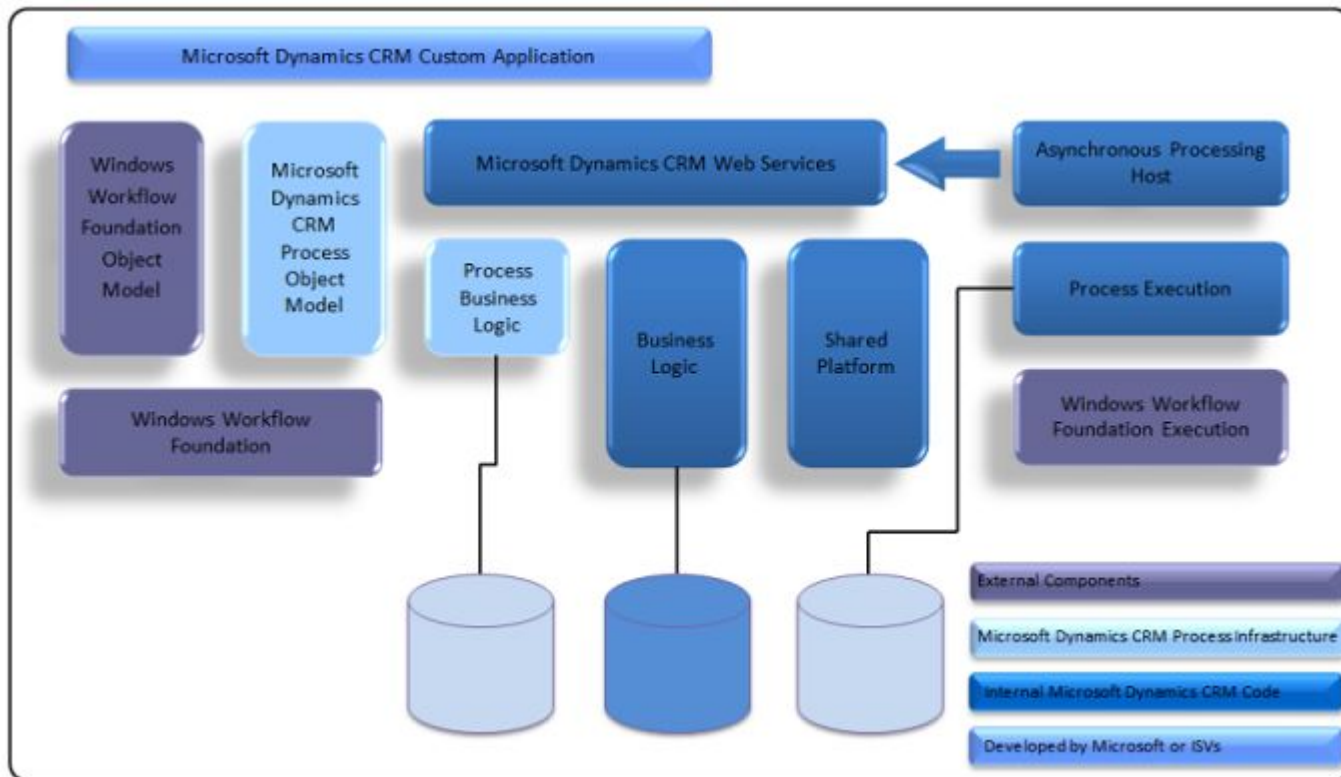 Microsoft Dynamics CRM Custom Application
Windows
Workflow
Foundation
Object
Model
Microsoft
Dynamics
CRM
Process
Object
Model
Microsoft Dynamics CRM Web Services
Asynchronous Processing
Host
Process
Business
Logic
Business
Logic
Shared
Platform
Process Execution
Windows Workflow
Foundation
Windows Workflow
Foundation Execution
External Components
Microsoft Dynamics CRM Process Infrastructure
Internal Microsoft Dynamics CRM Code
Developed by Microsoft or ISVs